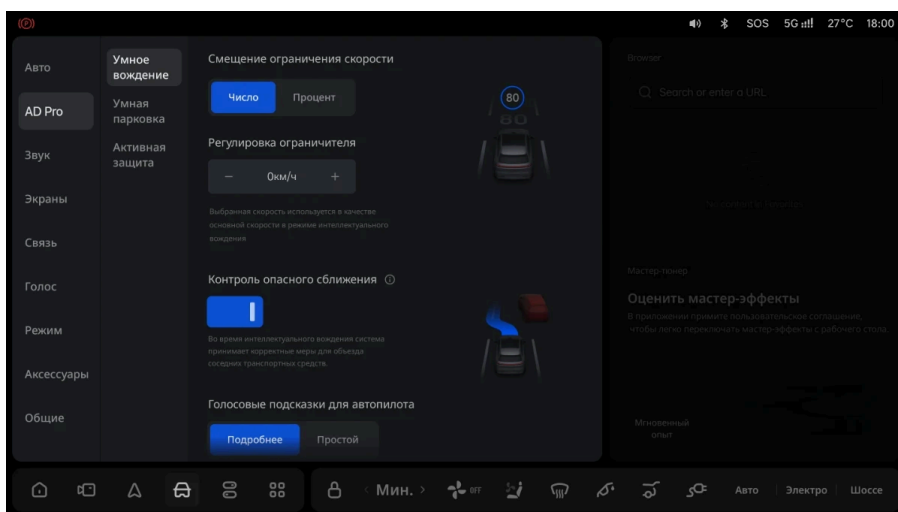 (P)
SOS 5G 27°C 18:00
Авто
AD Pro
Звук
Экраны
Связь
Голос
Режим
Аксессуары
Общие
Умное
вождение
Умная
парковка
Активная
защита
Смещение ограничения скорости
Число Процент
80
80
Регулировка ограничителя
− 0км/ч +
Выбранная скорость используется в качестве
основной скорости в режиме интеллектуального
вождения
Контроль опасного сближения
Во время интеллектуального вождения система
принимает корректные меры для объезда
соседних транспортных средств.
Голосовые подсказки для автопилота
Подробнее Простой
Browser
Search or enter a URL
Оценить мастер-эффекты
В приложении примите пользовательское соглашение,
чтобы легко переключать мастер-эффекты с рабочего стола
Мгновенный
опыт
< Мин. > OFF Авто Электро Шоссе